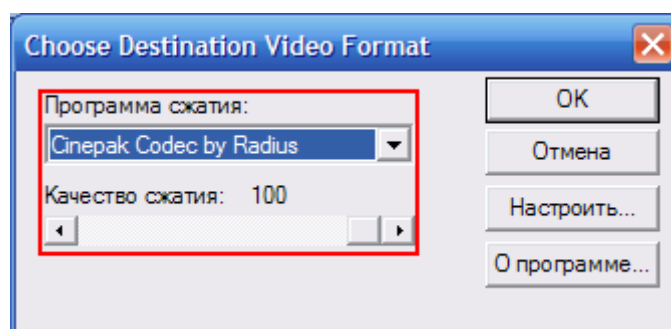 Choose Destination Video Format
Программа сжатия:
Cinepak Codec by Radius
Качество сжатия: 100
OK
Отмена
Настроить...
О программе...